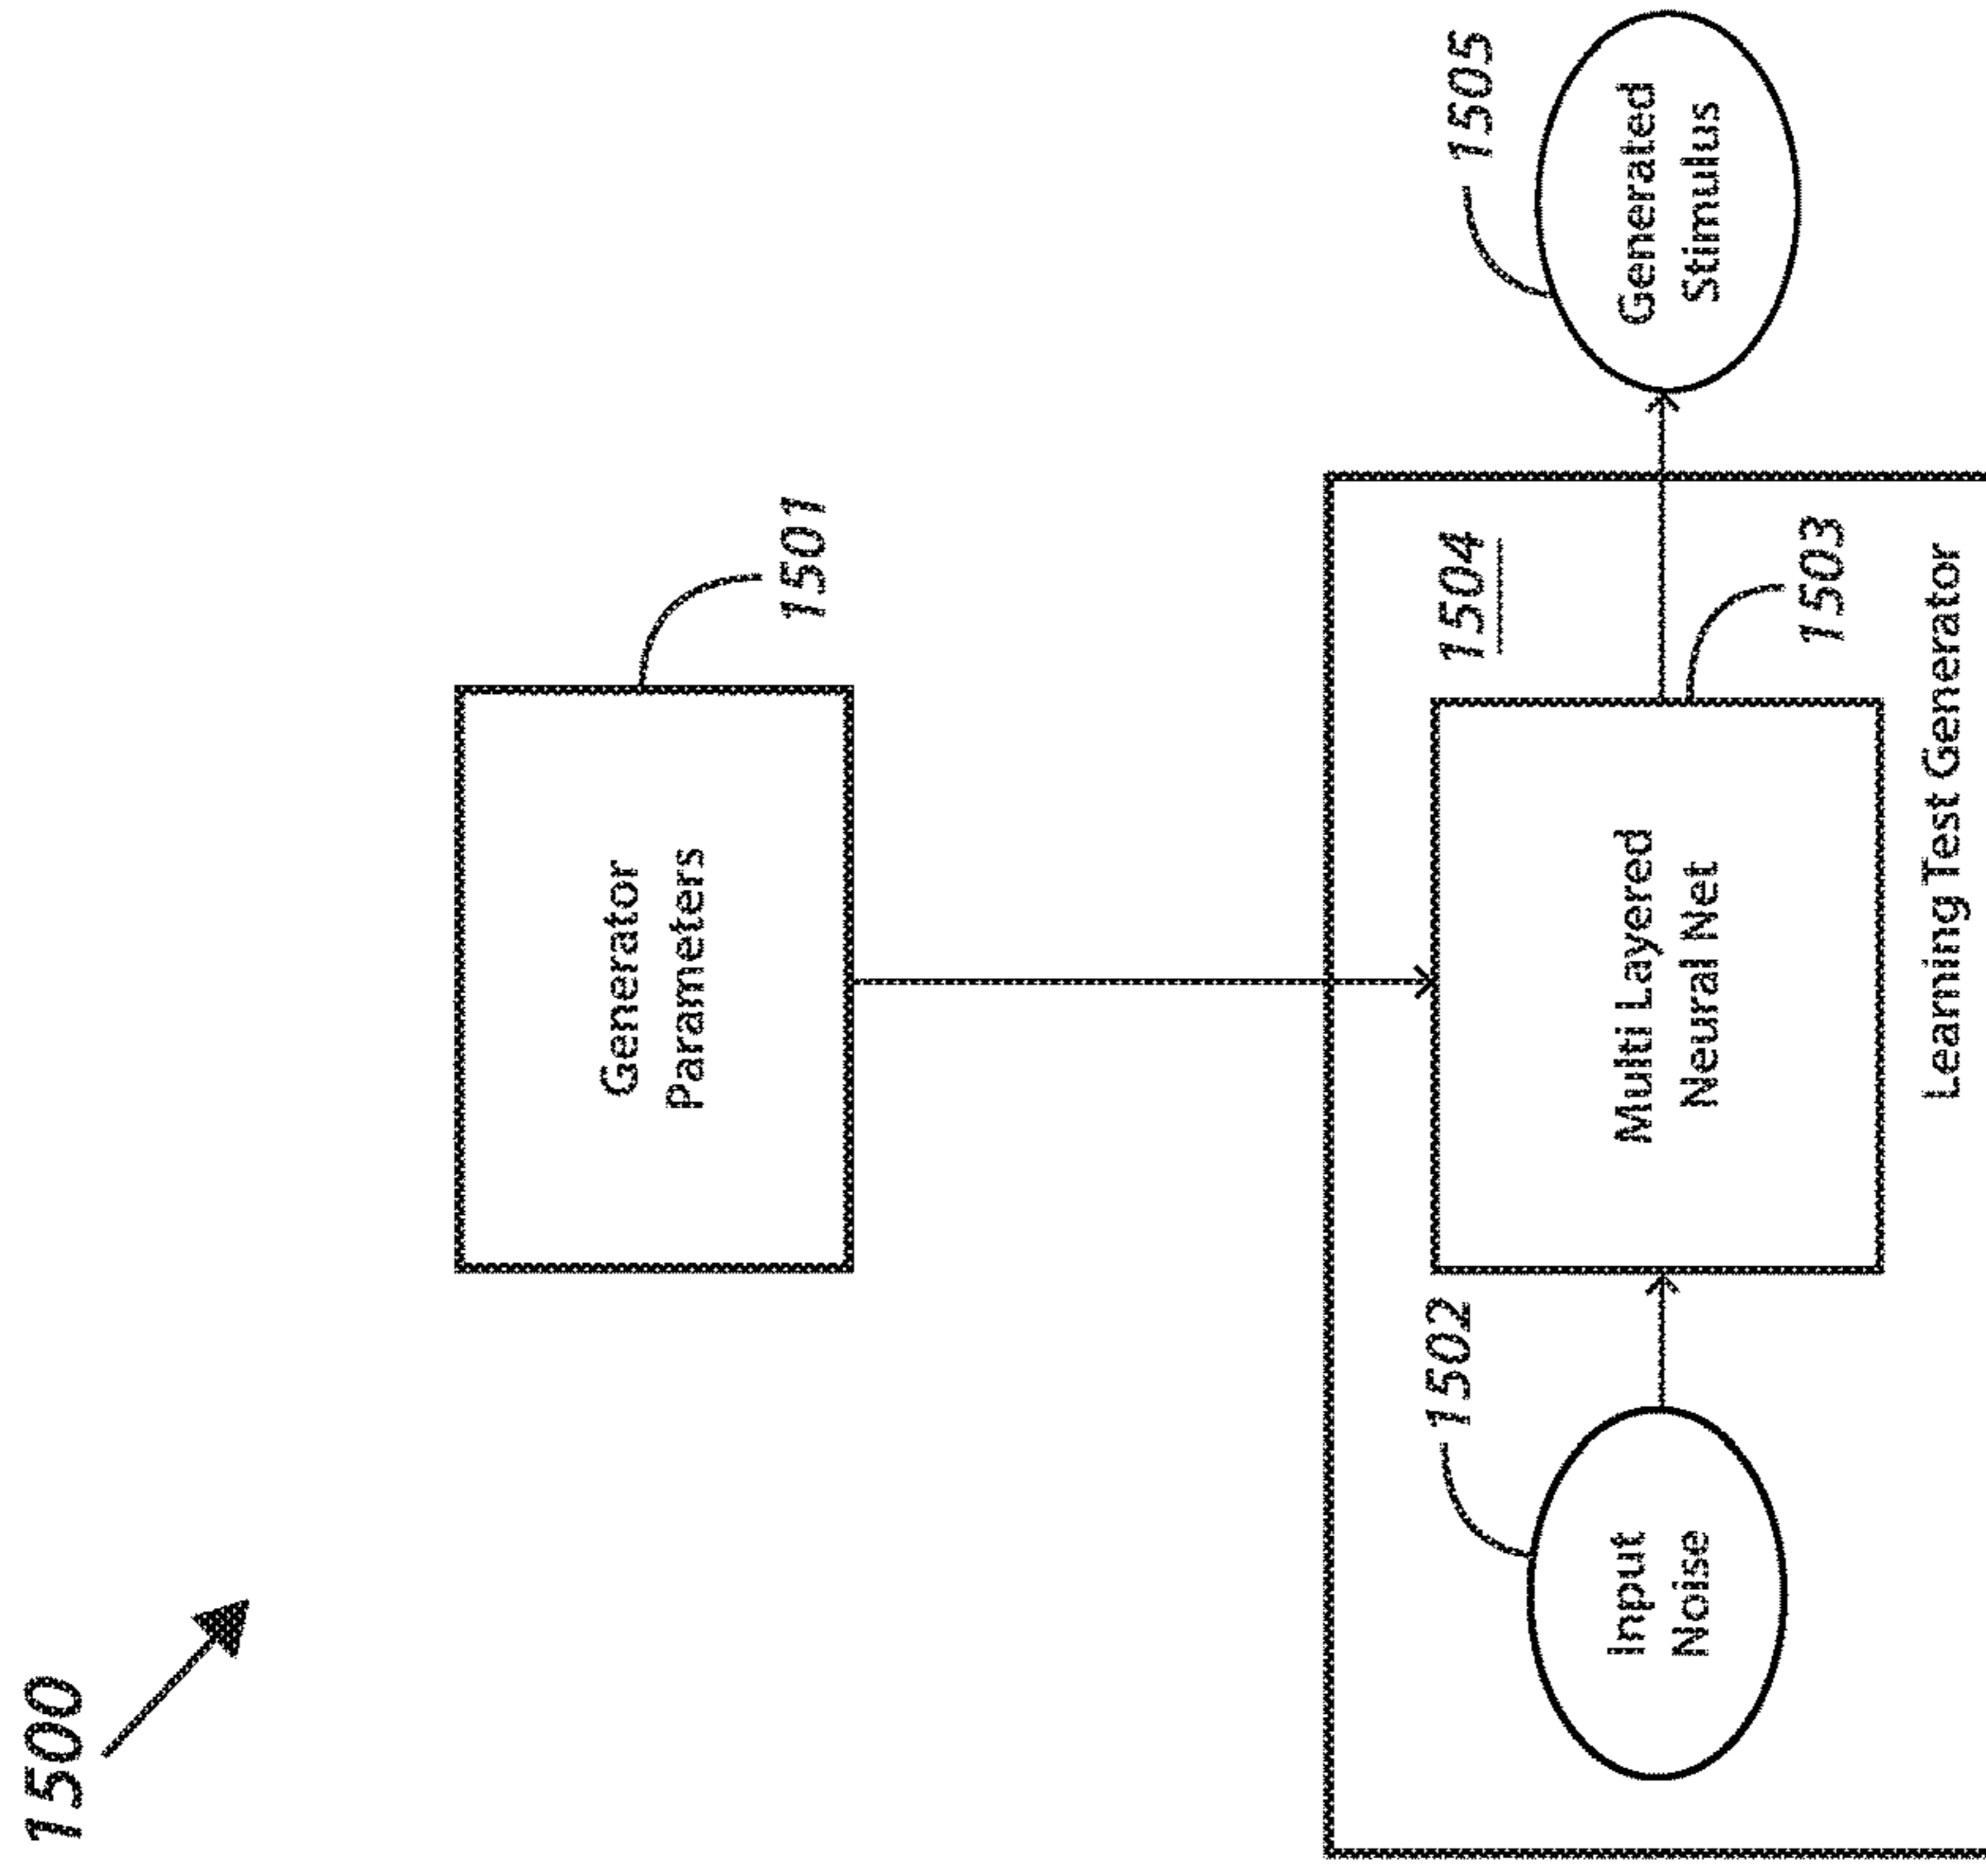 1500
Generator
Parameters
1501
1504
1502
Input
Noise
Multi Layered
Neural Net
1503
1505
Generated
Stimulus
Learning Test Generator